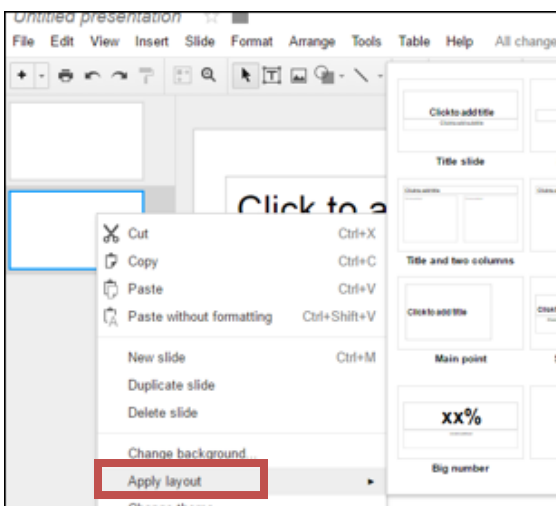 Untitled presentation
File Edit View Insert Slide Format Arrange Tools Table Help All change
Click to add title
Title slide
Click to a
Cut Ctrl+X
Copy Ctrl+C
Paste Ctrl+V
Paste without formatting Ctrl+Shift+V
New slide Ctrl+M
Duplicate slide
Delete slide
Change background...
Apply layout
Change theme
Title and two columns
Click to add title
Main point
xx%
Big number